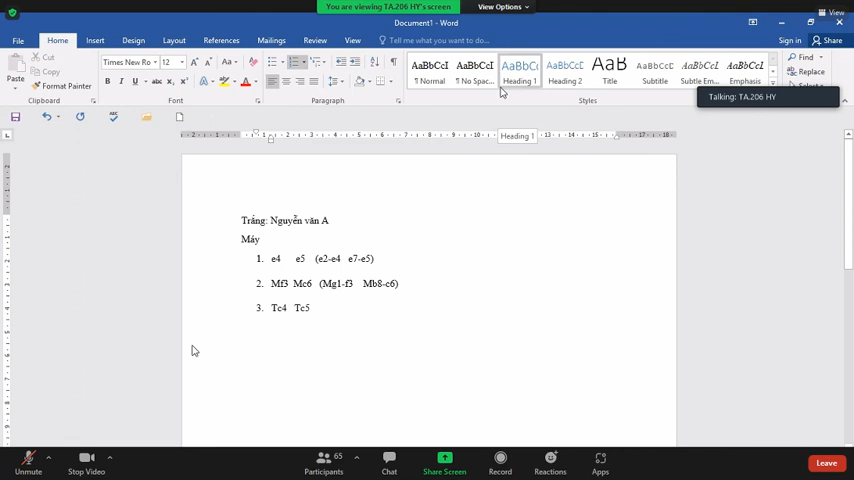 You are viewing TA.206 HY's screen View Options
View
Document1 - Word
File Home Insert Design Layout References Mailings Review View Tell me what you want to do... Sign in Share
Cut
Copy
Format Painter
Paste
Clipboard
Times New Ro 12
Font
Paragraph
AaBbCcI ¶ Normal
AaBbCcI ¶ No Spac...
AaBbC Heading 1
AaBbCc Heading 2
AaB Title
AaBbCcI Subtitle
AaBbCcI Subtle Em...
AaBbCcI Emphasis
Styles
Find
Replace
Talking: TA.206 HY
Heading 1
Trắng: Nguyễn văn A
Máy
1. e4 e5 (e2-e4 e7-e5)
2. Mf3 Mc6 (Mg1-f3 Mb8-c6)
3. Tc4 Tc5
Unmute
Stop Video
65
Participants
Chat
Share Screen
Record
Reactions
Apps
Leave